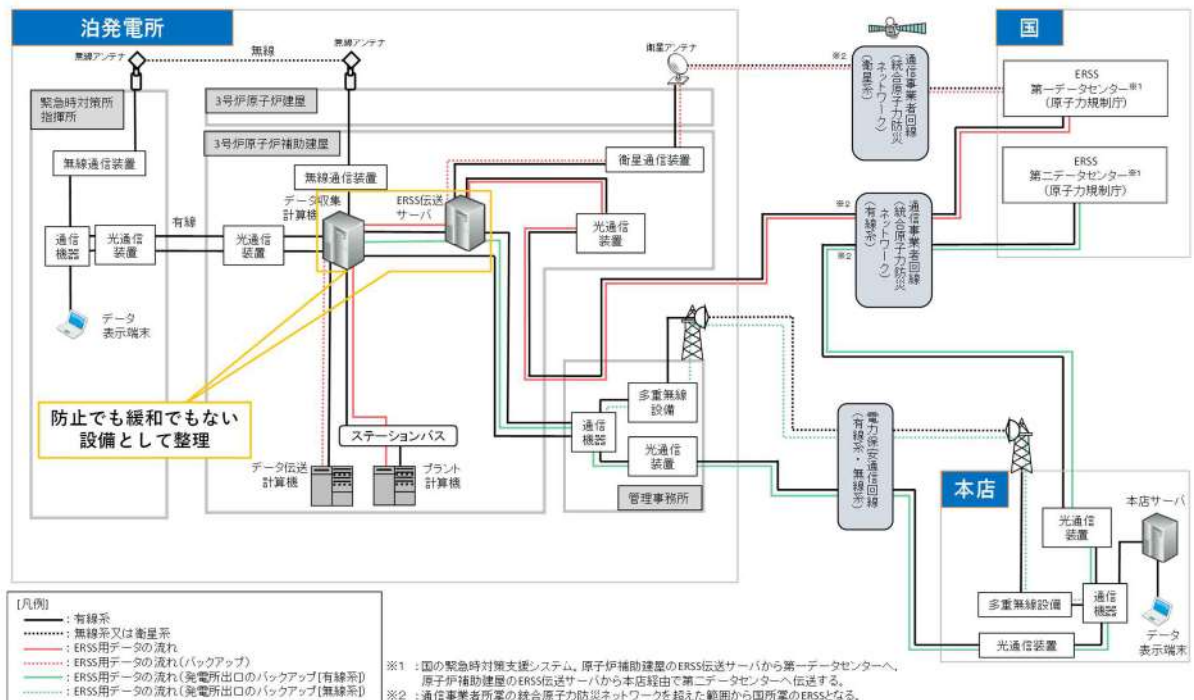 泊発電所
国
無線アンテナ
無線
無線アンテナ
衛星アンテナ
緊急時対策所
指揮所
3号炉原子炉建屋
3号炉原子炉補助建屋
無線通信装置
無線通信装置
衛星通信装置
データ収集
計算機
ERSS伝送
サーバ
有線
通信
機器
光通信
装置
光通信
装置
光通信
装置
データ
表示端末
防止でも緩和でもない
設備として整理
ステーションバス
データ伝送
計算機
プラント
計算機
多重無線
設備
通信
機器
光通信
装置
管理事務所
※2
通信事業者回線
(統合原子力防災
ネットワーク)
(衛星系)
※2
※2
通信事業者回線
(統合原子力防災
ネットワーク)
(有線系)
電力保安通信回線
(有線系・無線系)
ERSS
第一データセンター※1
(原子力規制庁)
ERSS
第二データセンター※1
(原子力規制庁)
本店
本店サーバ
光通信
装置
多重無線設備
通信
機器
光通信装置
データ
表示端末
[凡例]
:有線系
:無線系又は衛星系
:ERSS用データの流れ
:ERSS用データの流れ(バックアップ)
:ERSS用データの流れ(発電所出口のバックアップ[有線系])
:ERSS用データの流れ(発電所出口のバックアップ[無線系])
※1 :国の緊急時対策支援システム。原子炉補助建屋のERSS伝送サーバから第一データセンターへ、
原子炉補助建屋のERSS伝送サーバから本店経由で第二データセンターへ伝送する。
※2 :通信事業者所掌の統合原子力防災ネットワークを超えた範囲から国所掌のERSSとなる。